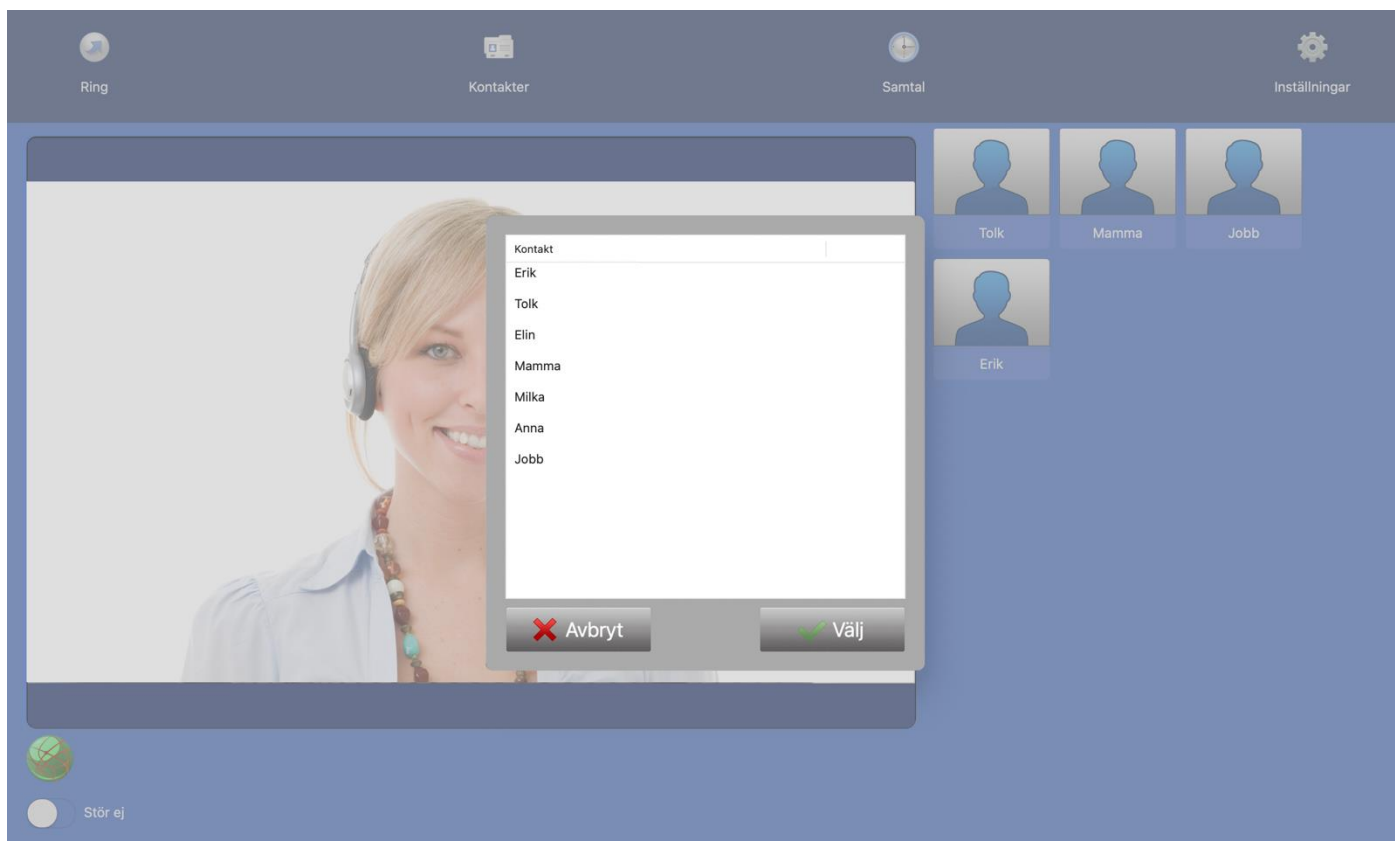 Ring Kontakter Samtal Inställningar
Tolk Mamma Jobb
Erik
Kontakt
Erik
Tolk
Elin
Mamma
Milka
Anna
Jobb
Avbryt Välj
Stör ej